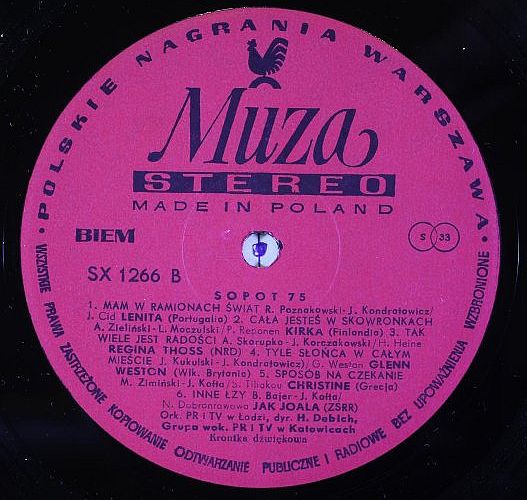 POLSKIE NAGRANIA WARSZAWA
Muza
STEREO
MADE IN POLAND
BIEM
S 33
SX 1266 B
SOPOT 75
1. MAM W RAMIONACH ŚWIAT R. Poznakowski-J. Kondratowicz/
J. Cid LENITA (Portugalia) 2. CAŁA JESTEŚ W SKOWRONKACH
A. Zieliński-L. Moczulski/ P. Reponen KIRKA (Finlandia) 3. TAK
WIELE JEST RADOŚCI A. Skorupka-J. Korczakowski/ H. Heine
REGINA THOSS (NRD) 4. TYLE SŁOŃCA W CAŁYM
MIEŚCIE J. Kukulski-J. Kondratowicz/ G. Weston GLENN
WESTON (Wlk. Brytania) 5. SPOSÓB NA CZEKANIE
M. Zimiński-J. Kofta/ S. Tibakou CHRISTINE (Grecja)
6. INNE ŁZY B. Bajer-J. Kofta/
N. Dobronrawowa JAK JOALA (ZSRR)
Ork. PR i TV w Łodzi, dyr. H. Debich,
Grupa wok. PR i TV w Katowicach
Kronika dźwiękowa
WSZYSTKIE PRAWA ZASTRZEŻONE KOPIOWANIE ODTWARZANIE PUBLICZNE I RADIOWE BEZ UPOWAŻNIENIA WZBRONIONE